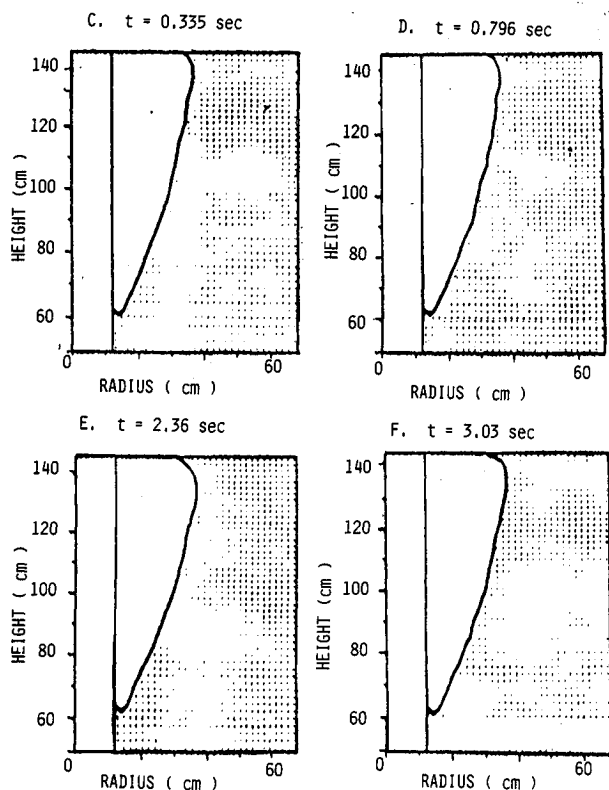 C. t = 0.335 sec
D. t = 0.796 sec
HEIGHT (cm)
140
120
100
80
60
0
60
RADIUS ( cm )
HEIGHT ( cm )
140
120
100
80
60
0
60
RADIUS ( cm )
E. t = 2.36 sec
F. t = 3.03 sec
HEIGHT ( cm )
140
120
100
80
60
0
60
RADIUS ( cm )
HEIGHT (cm)
140
120
100
80
60
0
60
RADIUS ( cm )